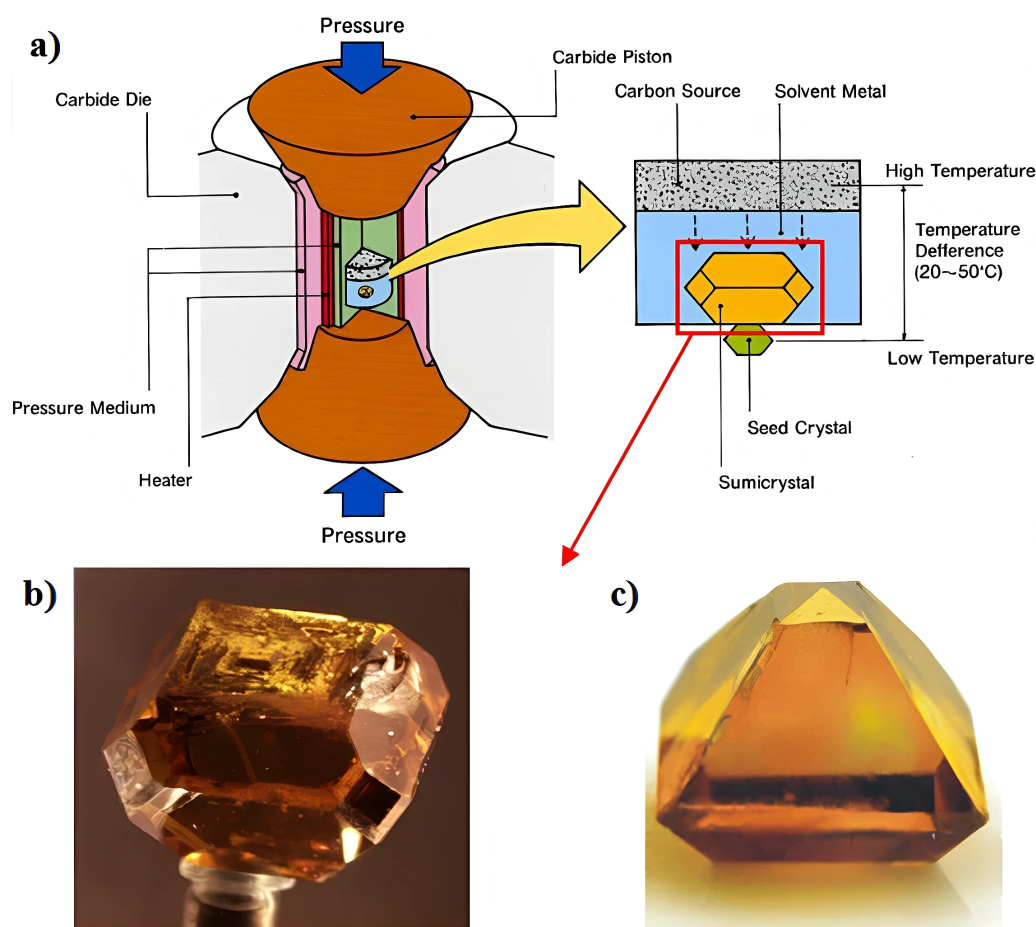 a)
Pressure
Carbide Piston
Carbide Die
Carbon Source
Solvent Metal
High Temperature
Temperature
Defference
(20～50℃)
Low Temperature
Pressure Medium
Seed Crystal
Heater
Sumicrystal
Pressure
b)
c)